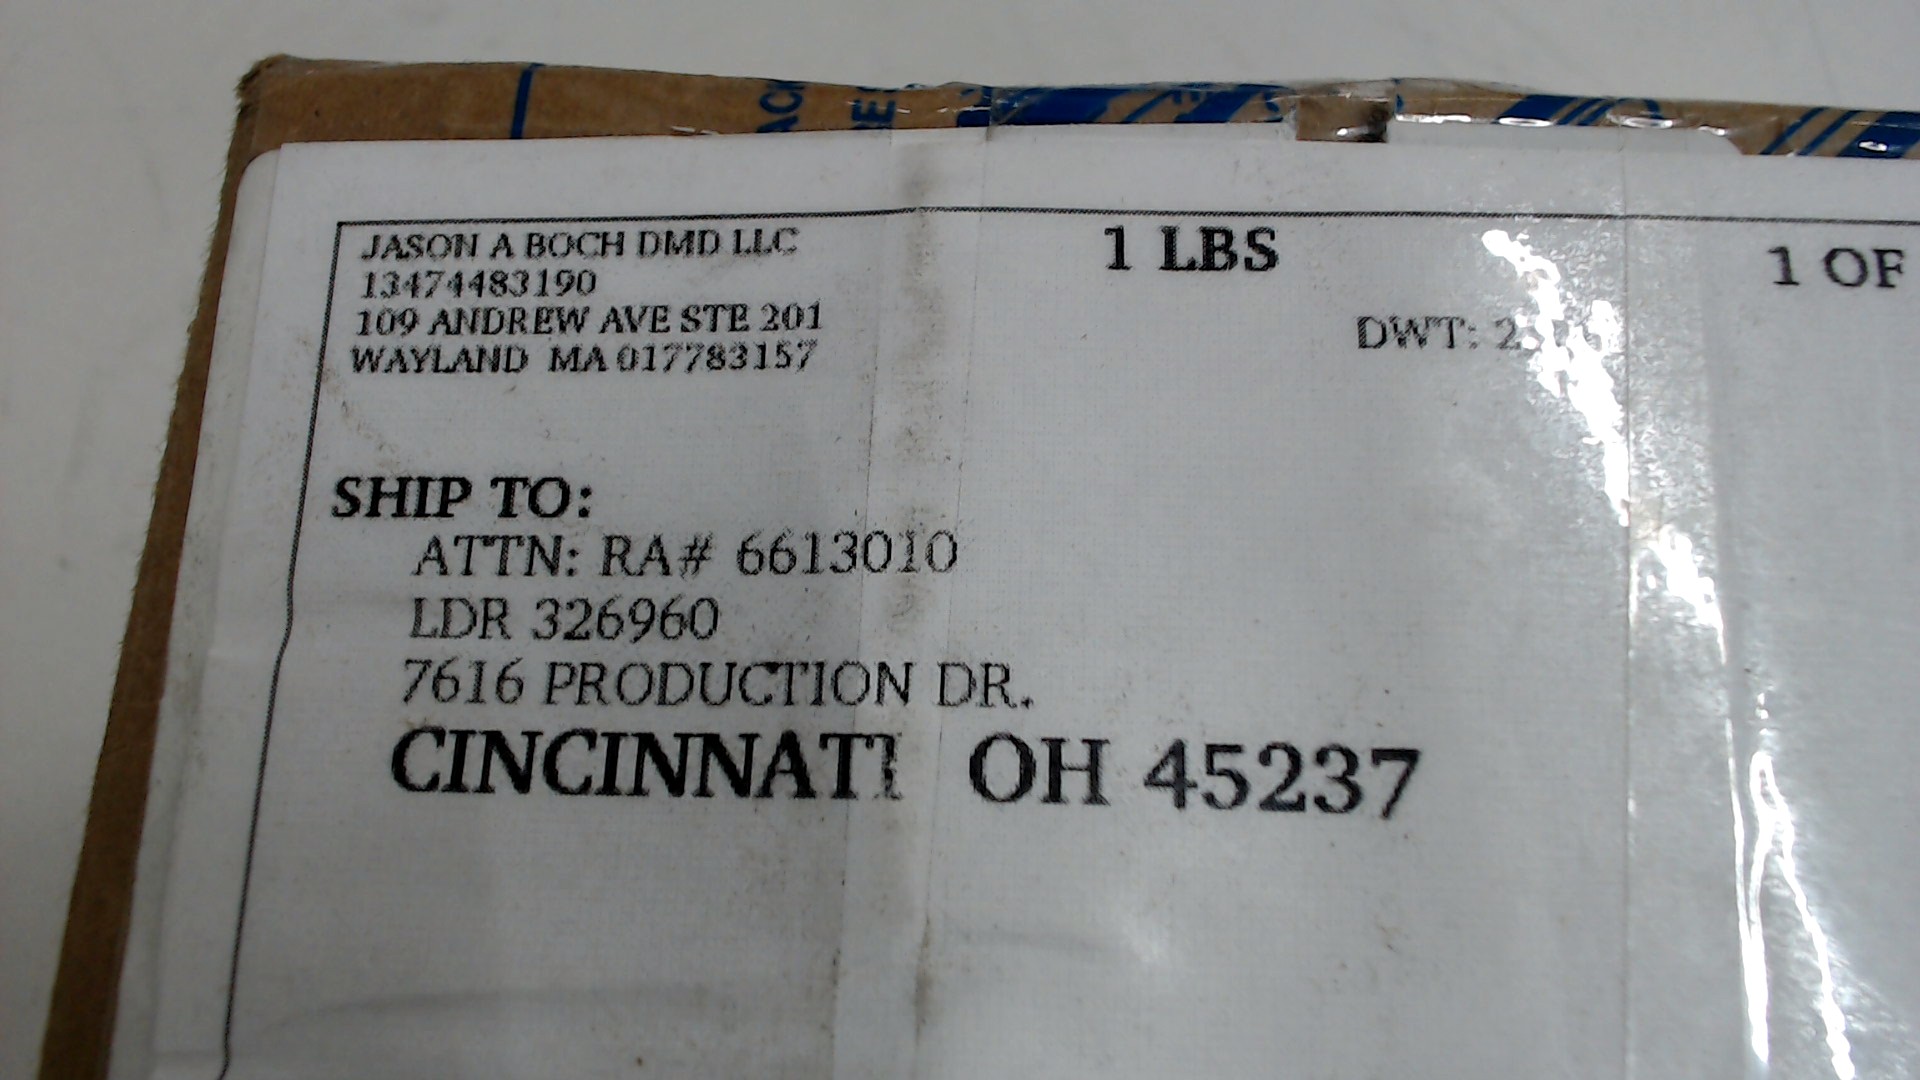 JASON A BOCH DMD LLC
13474483190
109 ANDREW AVE STE 201
WAYLAND MA 017783157
1 LBS
1 OF
DWT:
SHIP TO:
ATTN: RA# 6613010
LDR 326960
7616 PRODUCTION DR.
CINCINNATI OH 45237